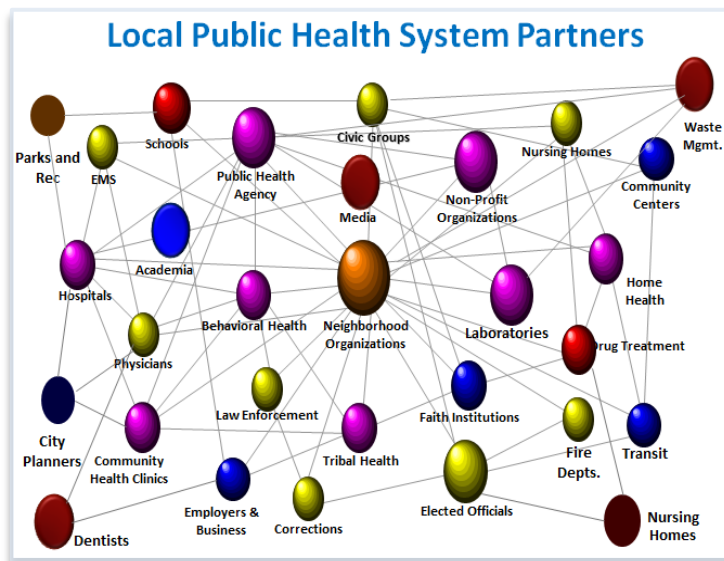 Local Public Health System Partners
Schools
Civic Groups
Waste
Mgmt.
Parks and
Rec
EMS
Public Health
Agency
Nursing Homes
Media
Non-Profit
Organizations
Community
Centers
Academia
Hospitals
Home
Health
Behavioral Health
Neighborhood
Organizations
Laboratories
Physicians
Drug Treatment
Law Enforcement
Faith Institutions
City
Planners
Community
Health Clinics
Tribal Health
Fire
Depts.
Transit
Employers &
Business
Corrections
Elected Officials
Dentists
Nursing
Homes